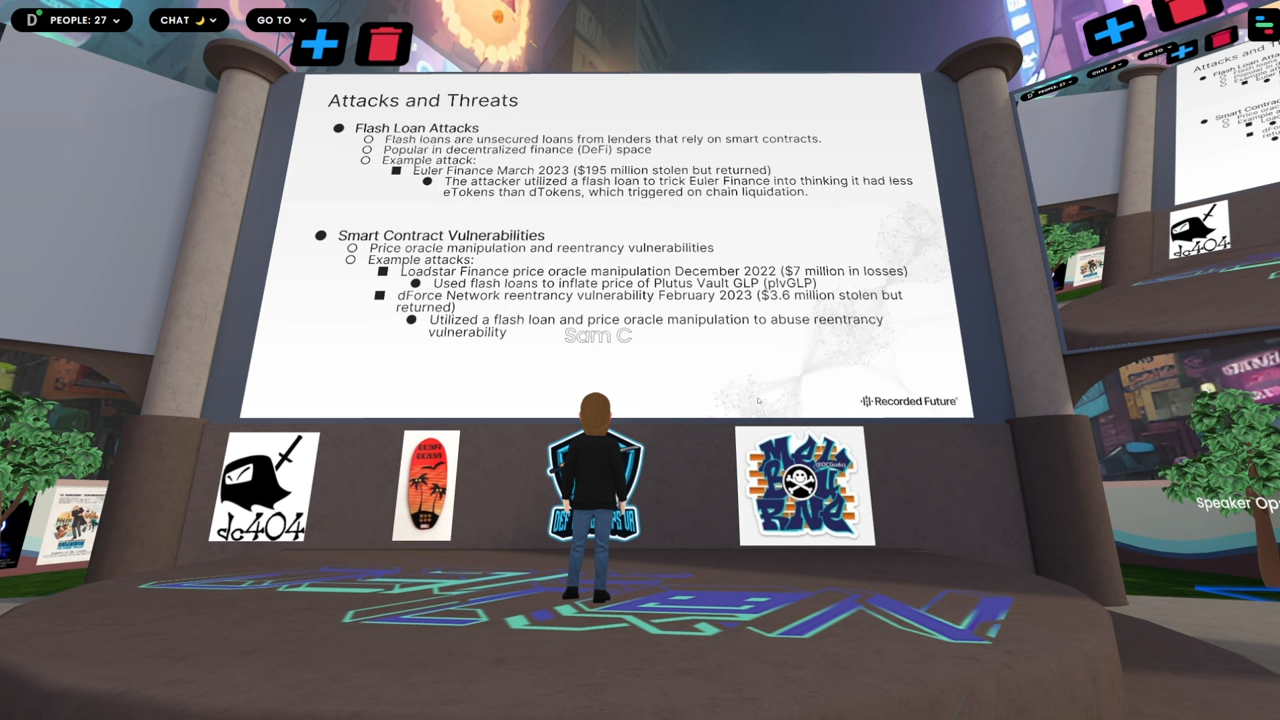 PEOPLE: 27
CHAT
GO TO
Attacks and Threats
Flash Loan Attacks
Flash loans are unsecured loans from lenders that rely on smart contracts.
Popular in decentralized finance (DeFi) space
Example attack:
Euler Finance March 2023 ($195 million stolen but returned)
The attacker utilized a flash loan to trick Euler Finance into thinking it had less
eTokens than dTokens, which triggered on chain liquidation.
Smart Contract Vulnerabilities
Price oracle manipulation and reentrancy vulnerabilities
Example attacks:
Loadstar Finance price oracle manipulation December 2022 ($7 million in losses)
Used flash loans to inflate price of Plutus Vault GLP (plvGLP)
dForce Network reentrancy vulnerability February 2023 ($3.6 million stolen but
returned)
Utilized a flash loan and price oracle manipulation to abuse reentrancy
vulnerability
Sam C
Recorded Future
dc404
dc404
Speaker Op